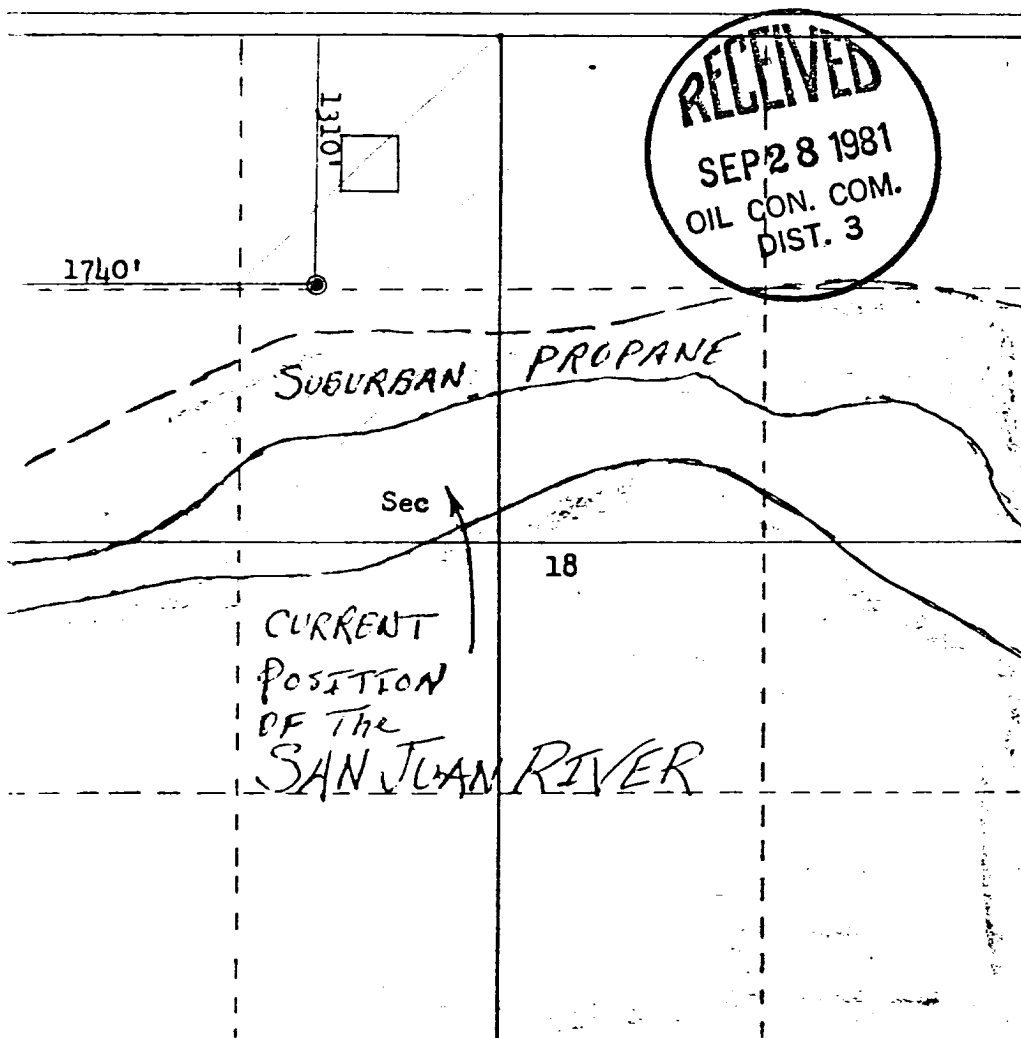 RECEIVED
SEP 28 1981
OIL CON. COM.
DIST. 3
1310'
1740'
SUBURBAN PROPANE
Sec
18
CURRENT
POSITION
OF The
SAN JUAN RIVER